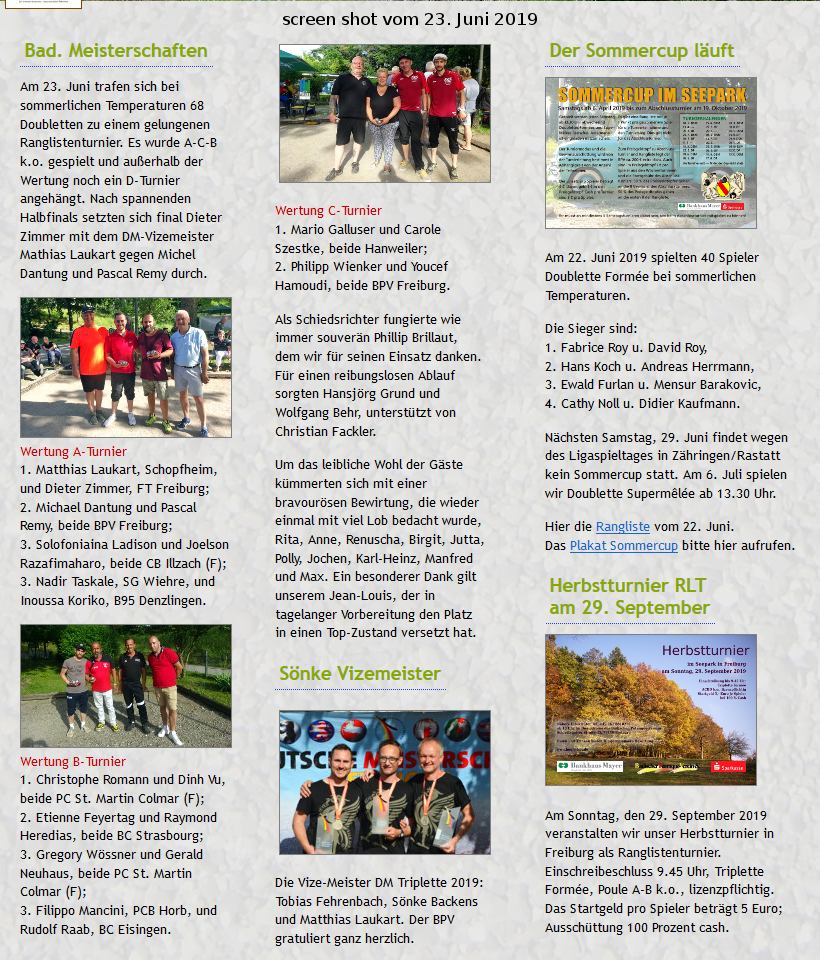 screen shot vom 23. Juni 2019
Bad. Meisterschaften
Am 23. Juni trafen sich bei
sommerlichen Temperaturen 68
Doubletten zu einem gelungenen
Ranglistenturnier. Es wurde A-C-B
k.o. gespielt und außerhalb der
Wertung noch ein D-Turnier
angehängt. Nach spannenden
Halbfinals setzten sich final Dieter
Zimmer mit dem DM-Vizemeister
Mathias Laukart gegen Michel
Dantung und Pascal Remy durch.
Wertung A-Turnier
1. Matthias Laukart, Schopfheim,
und Dieter Zimmer, FT Freiburg;
2. Michael Dantung und Pascal
Remy, beide BPV Freiburg;
3. Solofoniaina Ladison und Joelson
Razafimaharo, beide CB Illzach (F);
3. Nadir Taskale, SG Wiehre, und
Inoussa Koriko, B95 Denzlingen.
Wertung B-Turnier
1. Christophe Romann und Dinh Vu,
beide PC St. Martin Colmar (F);
2. Etienne Feyertag und Raymond
Heredias, beide BC Strasbourg;
3. Gregory Wössner und Gerald
Neuhaus, beide PC St. Martin
Colmar (F);
3. Filippo Mancini, PCB Horb, und
Rudolf Raab, BC Eisingen.
Wertung C-Turnier
1. Mario Galluser und Carole
Szestke, beide Hanweiler;
2. Philipp Wienker und Youcef
Hamoudi, beide BPV Freiburg.
Als Schiedsrichter fungierte wie
immer souverän Phillip Brillaut,
dem wir für seinen Einsatz danken.
Für einen reibungslosen Ablauf
sorgten Hansjörg Grund und
Wolfgang Behr, unterstützt von
Christian Fackler.
Um das leibliche Wohl der Gäste
kümmerten sich mit einer
bravourösen Bewirtung, die wieder
einmal mit viel Lob bedacht wurde,
Rita, Anne, Renuscha, Birgit, Jutta,
Polly, Jochen, Karl-Heinz, Manfred
und Max. Ein besonderer Dank gilt
unserem Jean-Louis, der in
tagelanger Vorbereitung den Platz
in einen Top-Zustand versetzt hat.
Sönke Vizemeister
Die Vize-Meister DM Triplette 2019:
Tobias Fehrenbach, Sönke Backens
und Matthias Laukart. Der BPV
gratuliert ganz herzlich.
Der Sommercup läuft
SOMMERCUP IM SEEPARK
Samstags ab 6. April 2019 bis zum Abschlussturnier am 19. Oktober 2019
Bankhaus Mayer
Am 22. Juni 2019 spielten 40 Spieler
Doublette Formée bei sommerlichen
Temperaturen.
Die Sieger sind:
1. Fabrice Roy u. David Roy,
2. Hans Koch u. Andreas Herrmann,
3. Ewald Furlan u. Mensur Barakovic,
4. Cathy Noll u. Didier Kaufmann.
Nächsten Samstag, 29. Juni findet wegen
des Ligaspieltages in Zähringen/Rastatt
kein Sommercup statt. Am 6. Juli spielen
wir Doublette Supermêlée ab 13.30 Uhr.
Hier die Rangliste vom 22. Juni.
Das Plakat Sommercup bitte hier aufrufen.
Herbstturnier RLT
am 29. September
Herbstturnier
im Seepark in Freiburg
am Sonntag, 29. September 2019
Bankhaus Mayer
Sparkasse
Am Sonntag, den 29. September 2019
veranstalten wir unser Herbstturnier in
Freiburg als Ranglistenturnier.
Einschreibeschluss 9.45 Uhr, Triplette
Formée, Poule A-B k.o., lizenzpflichtig.
Das Startgeld pro Spieler beträgt 5 Euro;
Ausschüttung 100 Prozent cash.